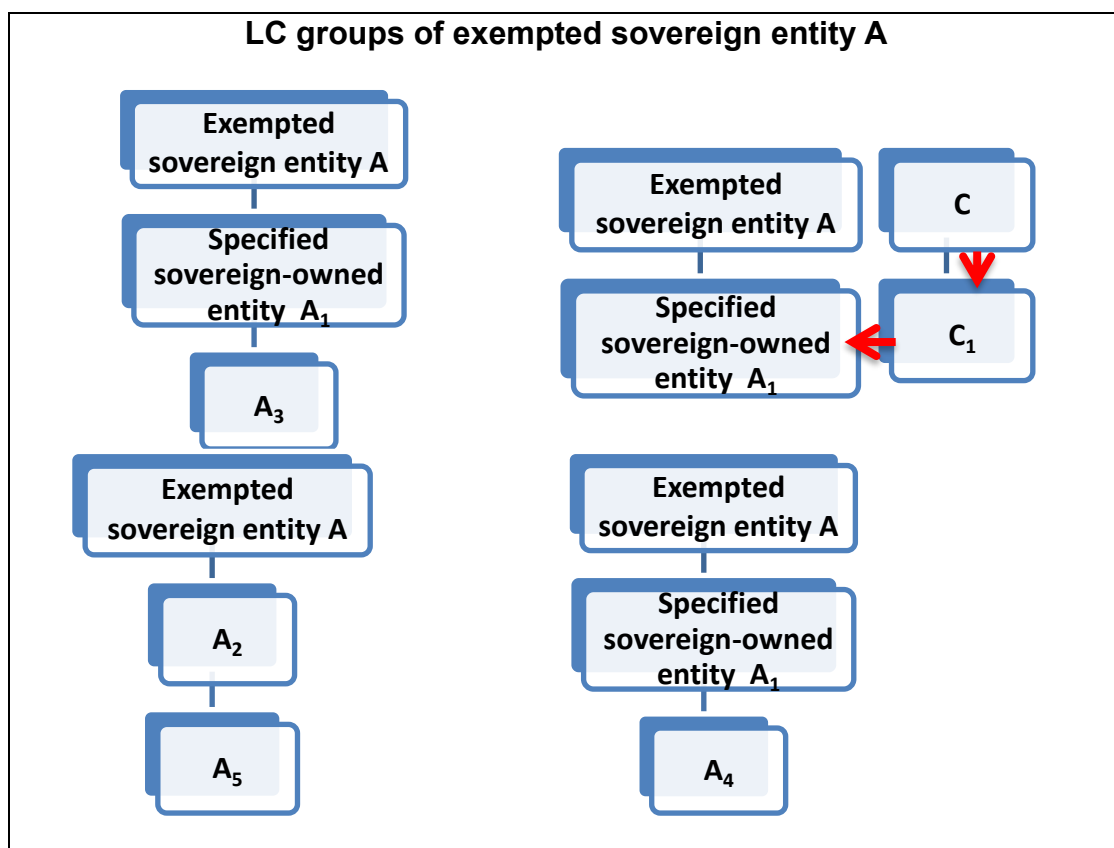 LC groups of exempted sovereign entity A
Exempted
sovereign entity A
Specified
sovereign-owned
entity A₁
A₃
Exempted
sovereign entity A
C
Specified
sovereign-owned
entity A₁
C₁
Exempted
sovereign entity A
A₂
A₅
Exempted
sovereign entity A
Specified
sovereign-owned
entity A₁
A₄